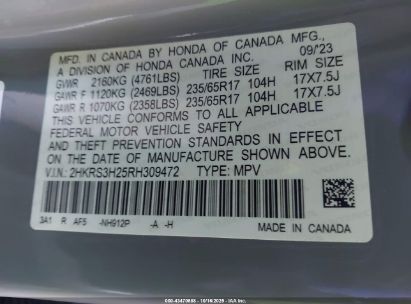 MFD. IN CANADA BY HONDA OF CANADA MFG.,
A DIVISION OF HONDA CANADA INC. 09/23
GVWR 2160KG (4761LBS) TIRE SIZE RIM SIZE
GAWR F 1120KG (2469LBS) 235/65R17 104H 17X7.5J
GAWR R 1070KG (2358LBS) 235/65R17 104H 17X7.5J
THIS VEHICLE CONFORMS TO ALL APPLICABLE
FEDERAL MOTOR VEHICLE SAFETY
AND THEFT PREVENTION STANDARDS IN EFFECT
ON THE DATE OF MANUFACTURE SHOWN ABOVE.
V.I.N: 2HKRS3H25RH309472 TYPE: MPV
3A1 R AF5 -NH912P -A -H
MADE IN CANADA